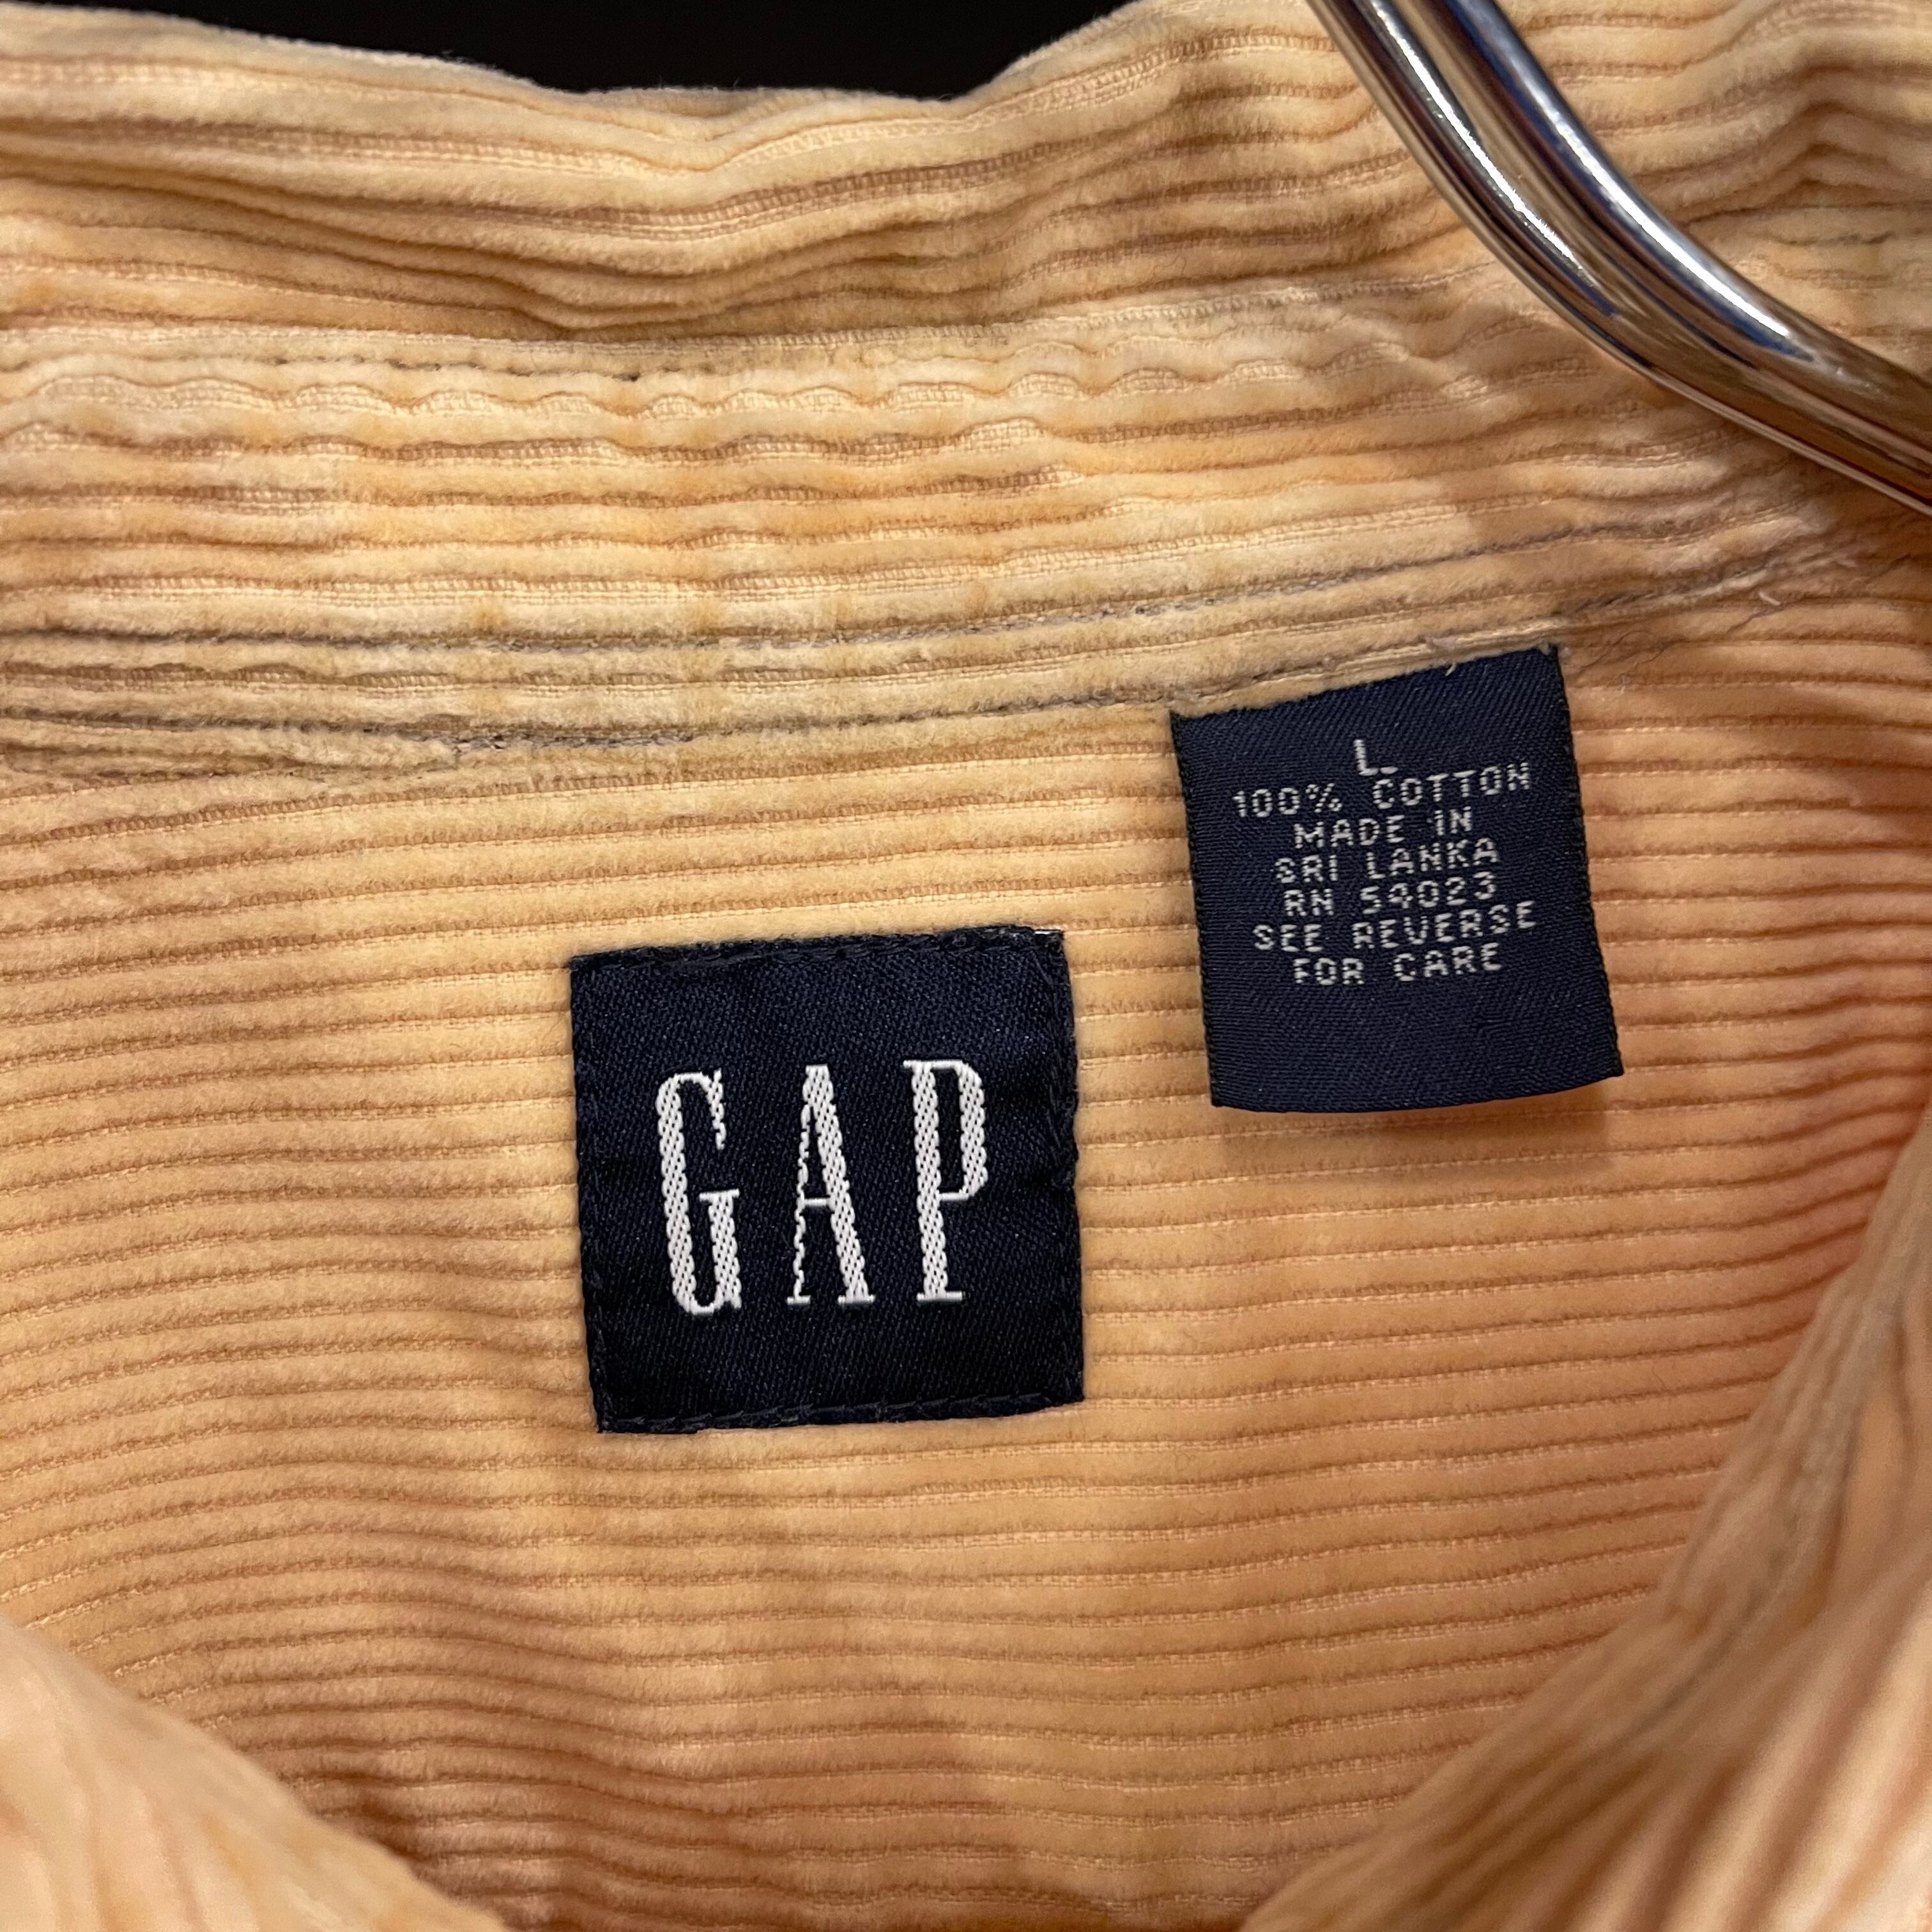 L
100% COTTON
MADE IN
SRI LANKA
RN 54023
SEE REVERSE
FOR CARE
GAP